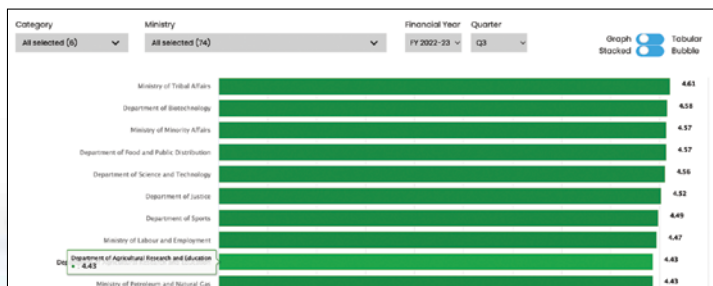 Category Ministry Financial Year Quarter
All selected (6) All selected (74) FY 2022-23 Q3
Graph Tabular
Stacked Bubble
Ministry of Tribal Affairs 4.61
Department of Biotechnology 4.58
Ministry of Minority Affairs 4.57
Department of Food and Public Distribution 4.57
Department of Science and Technology 4.56
Department of Justice 4.52
Department of Sports 4.49
Ministry of Labour and Employment 4.47
Department of Agricultural Research and Education
: 4.43
4.43
Ministry of Petroleum and Natural Gas 4.43